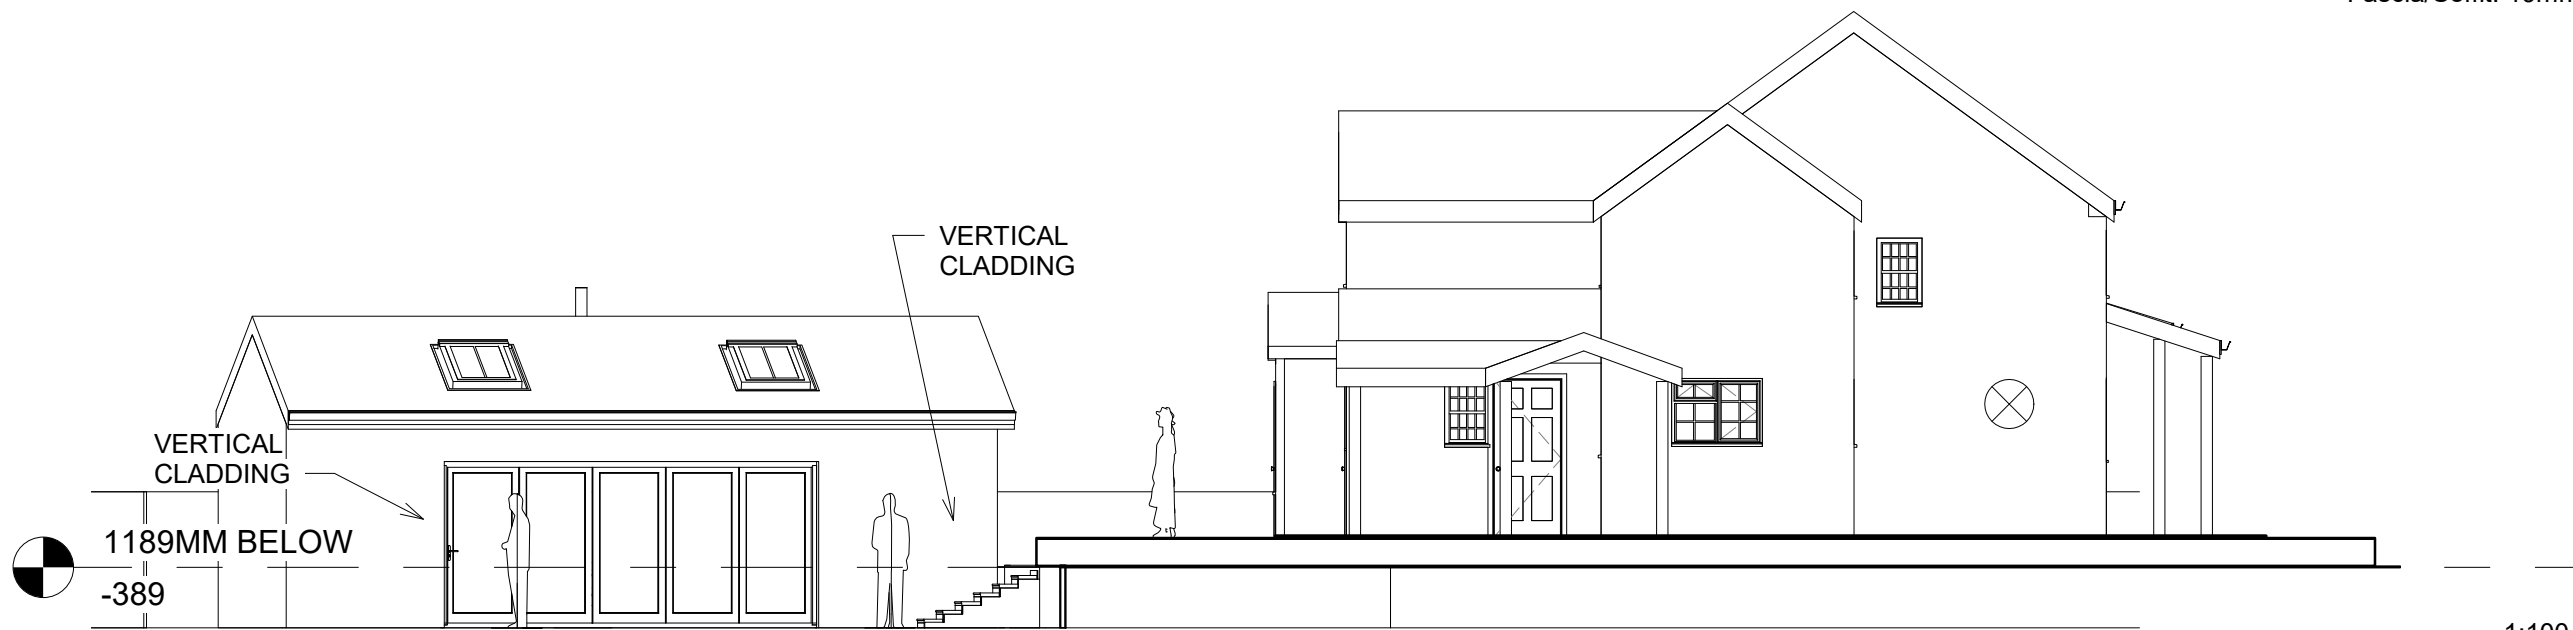 VERTICAL
CLADDING
VERTICAL
CLADDING
1189MM BELOW
-389